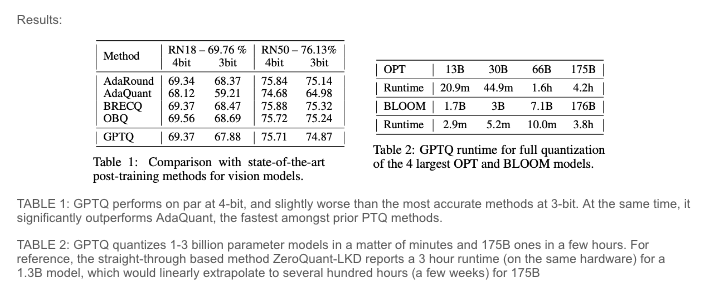 Results:
Method RN18 – 69.76 % RN50 – 76.13%
4bit 3bit 4bit 3bit
AdaRound 69.34 68.37 75.84 75.14
AdaQuant 68.12 59.21 74.68 64.98
BRECQ 69.37 68.47 75.88 75.32
OBQ 69.56 68.69 75.72 75.24
GPTQ 69.37 67.88 75.71 74.87
Table 1: Comparison with state-of-the-art
post-training methods for vision models.
OPT 13B 30B 66B 175B
Runtime 20.9m 44.9m 1.6h 4.2h
BLOOM 1.7B 3B 7.1B 176B
Runtime 2.9m 5.2m 10.0m 3.8h
Table 2: GPTQ runtime for full quantization
of the 4 largest OPT and BLOOM models.
TABLE 1: GPTQ performs on par at 4-bit, and slightly worse than the most accurate methods at 3-bit. At the same time, it
significantly outperforms AdaQuant, the fastest amongst prior PTQ methods.
TABLE 2: GPTQ quantizes 1-3 billion parameter models in a matter of minutes and 175B ones in a few hours. For
reference, the straight-through based method ZeroQuant-LKD reports a 3 hour runtime (on the same hardware) for a
1.3B model, which would linearly extrapolate to several hundred hours (a few weeks) for 175B